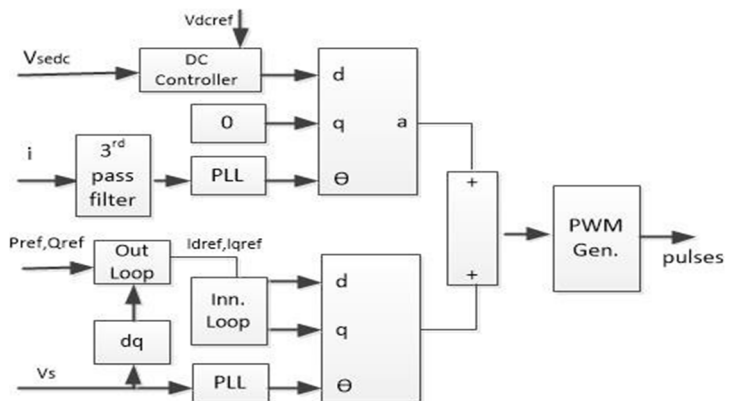 Vdcref
Vsedc
DC
Controller
d
0
q
a
i
3rd
pass
filter
PLL
Θ
+
PWM
Gen.
pulses
Pref,Qref
Out
Loop
Idref,Iqref
Inn.
Loop
d
q
+
dq
Vs
PLL
Θ